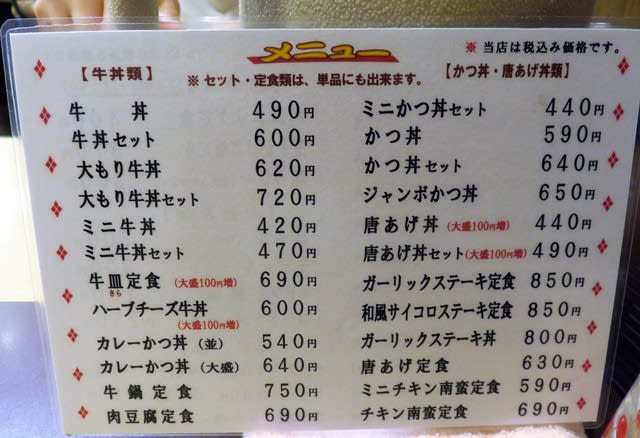 メニュー
※ 当店は税込み価格です。
【牛丼類】
※ セット・定食類は、単品にも出来ます。
【かつ丼・唐あげ丼類】
牛丼 490円
牛丼セット 600円
大もり牛丼 620円
大もり牛丼セット 720円
ミニ牛丼 420円
ミニ牛丼セット 470円
牛皿定食 (大盛100円増) 690円
さら
ハーブチーズ牛丼 600円
(大盛100円増)
カレーかつ丼 (並) 540円
カレーかつ丼 (大盛) 640円
牛鍋定食 750円
肉豆腐定食 690円
ミニかつ丼セット 440円
かつ丼 590円
かつ丼セット 640円
ジャンボかつ丼 650円
唐あげ丼 (大盛100円増) 440円
唐あげ丼セット (大盛100円増) 490円
ガーリックステーキ定食 850円
和風サイコロステーキ定食 850円
ガーリックステーキ丼 800円
唐あげ定食 630円
ミニチキン南蛮定食 590円
チキン南蛮定食 690円